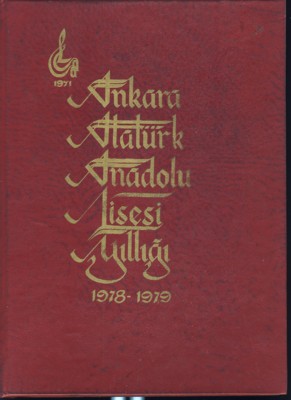 1971
Ankara
Atatürk
Anadolu
Lisesi
Yıllığı
1978-1979